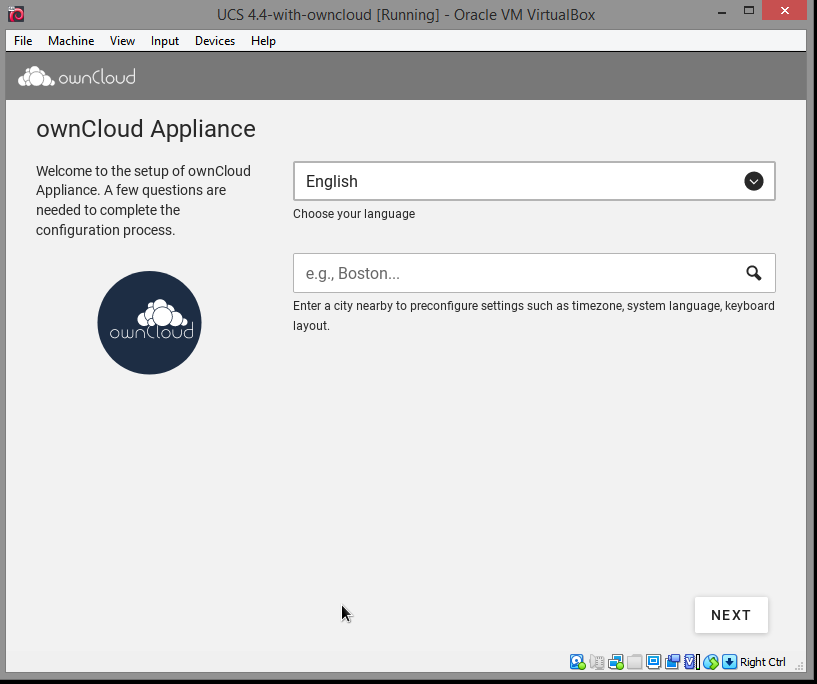 UCS 4.4-with-owncloud [Running] - Oracle VM VirtualBox
File Machine View Input Devices Help
ownCloud
ownCloud Appliance
Welcome to the setup of ownCloud
Appliance. A few questions are
needed to complete the
configuration process.
ownCloud
English
Choose your language
e.g., Boston...
Enter a city nearby to preconfigure settings such as timezone, system language, keyboard
layout.
NEXT
Right Ctrl